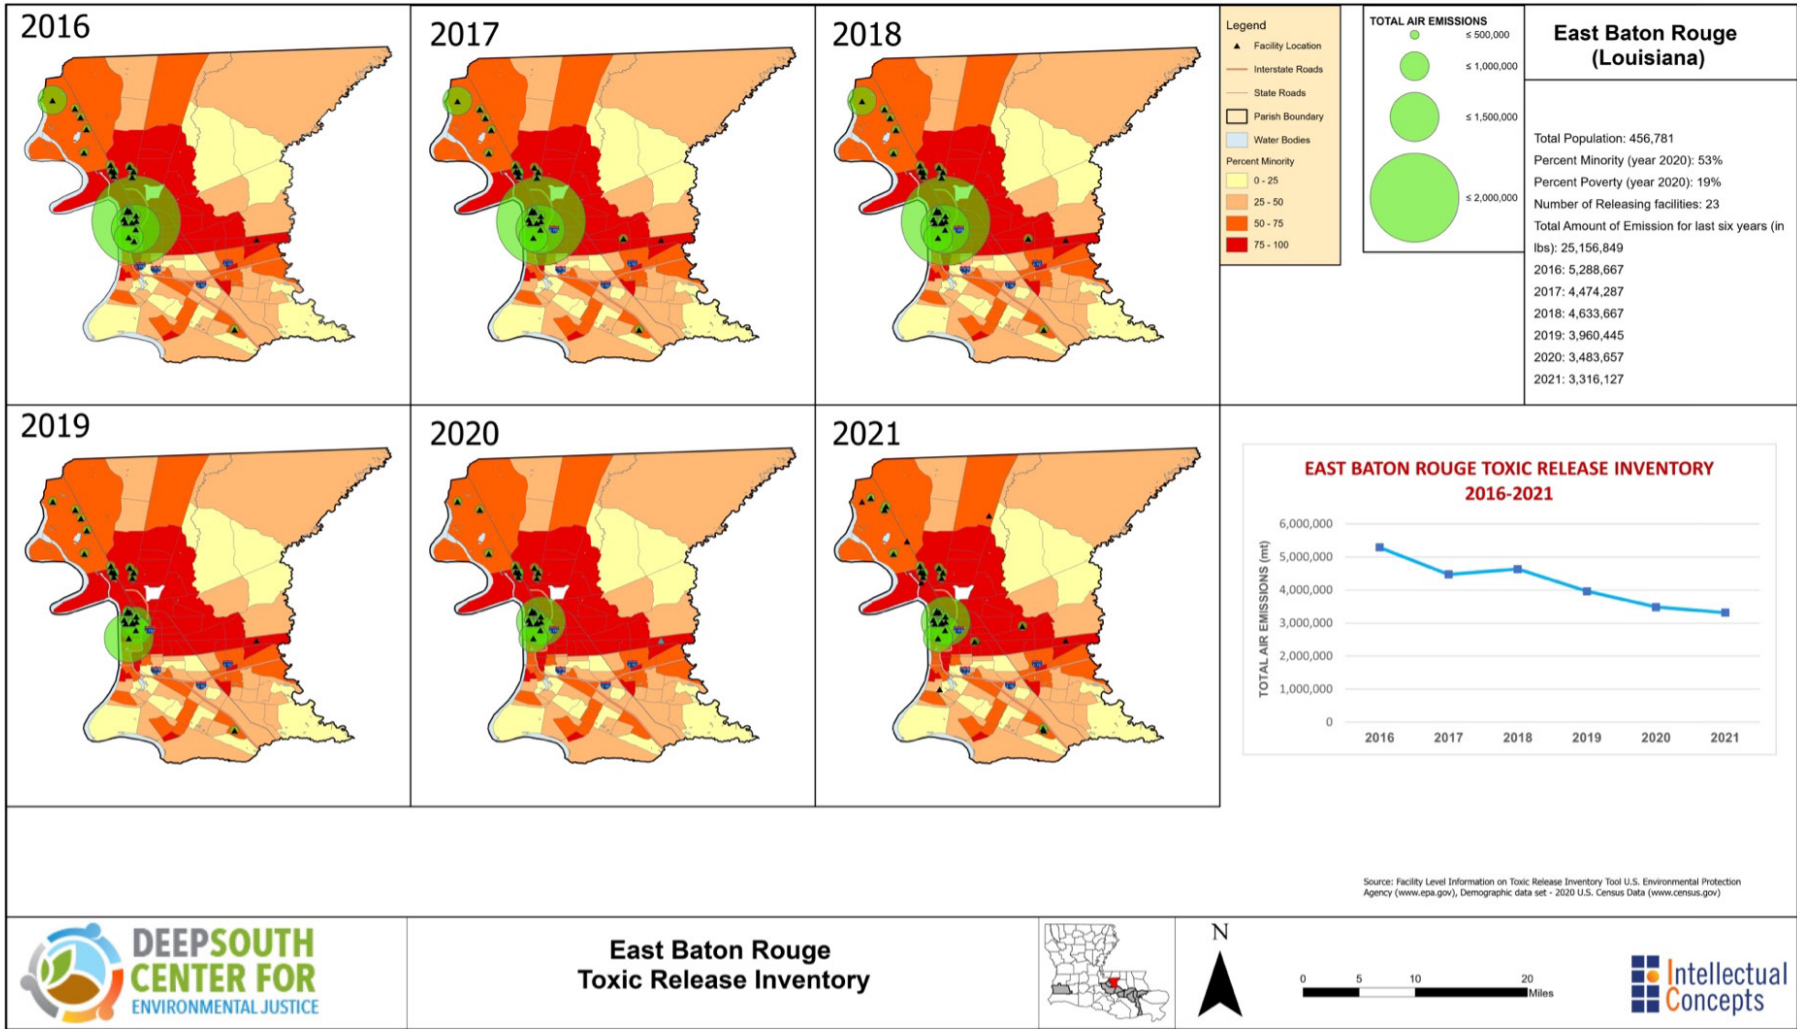 2016
2017
2018
Legend
Facility Location
Interstate Roads
State Roads
Parish Boundary
Water Bodies
Percent Minority
0 - 25
25 - 50
50 - 75
75 - 100
TOTAL AIR EMISSIONS
≤ 500,000
≤ 1,000,000
≤ 1,500,000
≤ 2,000,000
East Baton Rouge
(Louisiana)
Total Population: 456,781
Percent Minority (year 2020): 53%
Percent Poverty (year 2020): 19%
Number of Releasing facilities: 23
Total Amount of Emission for last six years (in
lbs): 25,156,849
2016: 5,288,667
2017: 4,474,287
2018: 4,633,667
2019: 3,960,445
2020: 3,483,657
2021: 3,316,127
2019
2020
2021
EAST BATON ROUGE TOXIC RELEASE INVENTORY
2016-2021
TOTAL AIR EMISSIONS (mt)
6,000,000
5,000,000
4,000,000
3,000,000
2,000,000
1,000,000
0
2016 2017 2018 2019 2020 2021
Source: Facility Level Information on Toxic Release Inventory Tool U.S. Environmental Protection
Agency (www.epa.gov), Demographic data set - 2020 U.S. Census Data (www.census.gov)
DEEPSOUTH
CENTER FOR
ENVIRONMENTAL JUSTICE
East Baton Rouge
Toxic Release Inventory
N
0 5 10 20
Miles
Intellectual
Concepts